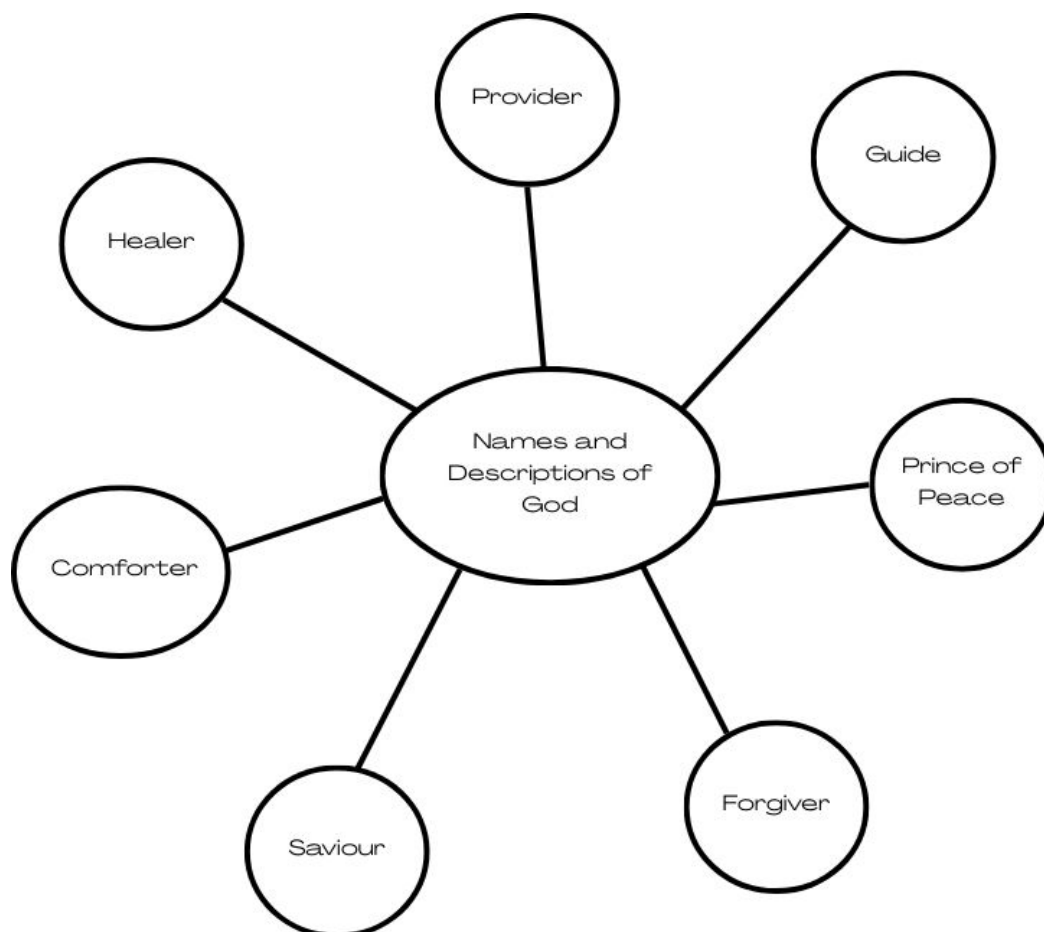 Provider
Guide
Healer
Names and
Descriptions of
God
Prince of
Peace
Comforter
Forgiver
Saviour